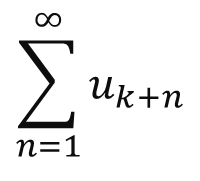 ∞
∑ u_{k+n}
n=1